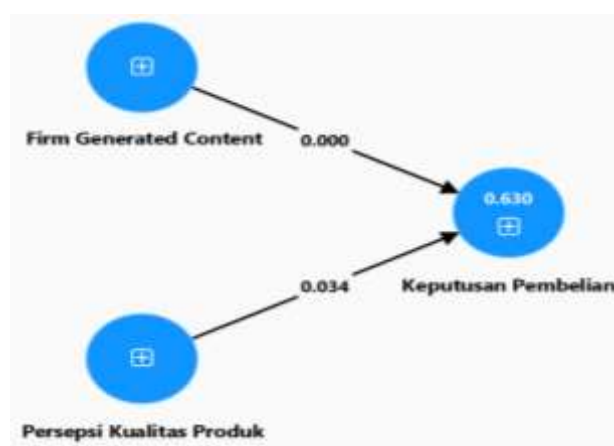 Firm Generated Content
0.000
0.630
Keputusan Pembelian
0.034
Persepsi Kualitas Produk